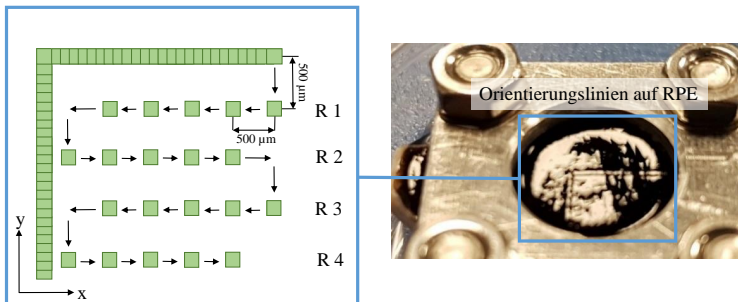 500 µm
R 1
500 µm
R 2
R 3
R 4
y
x
Orientierungslinien auf RPE